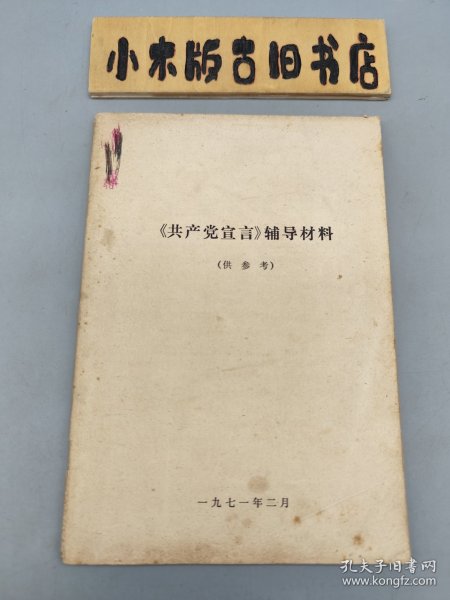 小木版古旧书店
《共产党宣言》辅导材料
(供参考)
一九七一年二月
孔夫子旧书网
www.kongfz.com